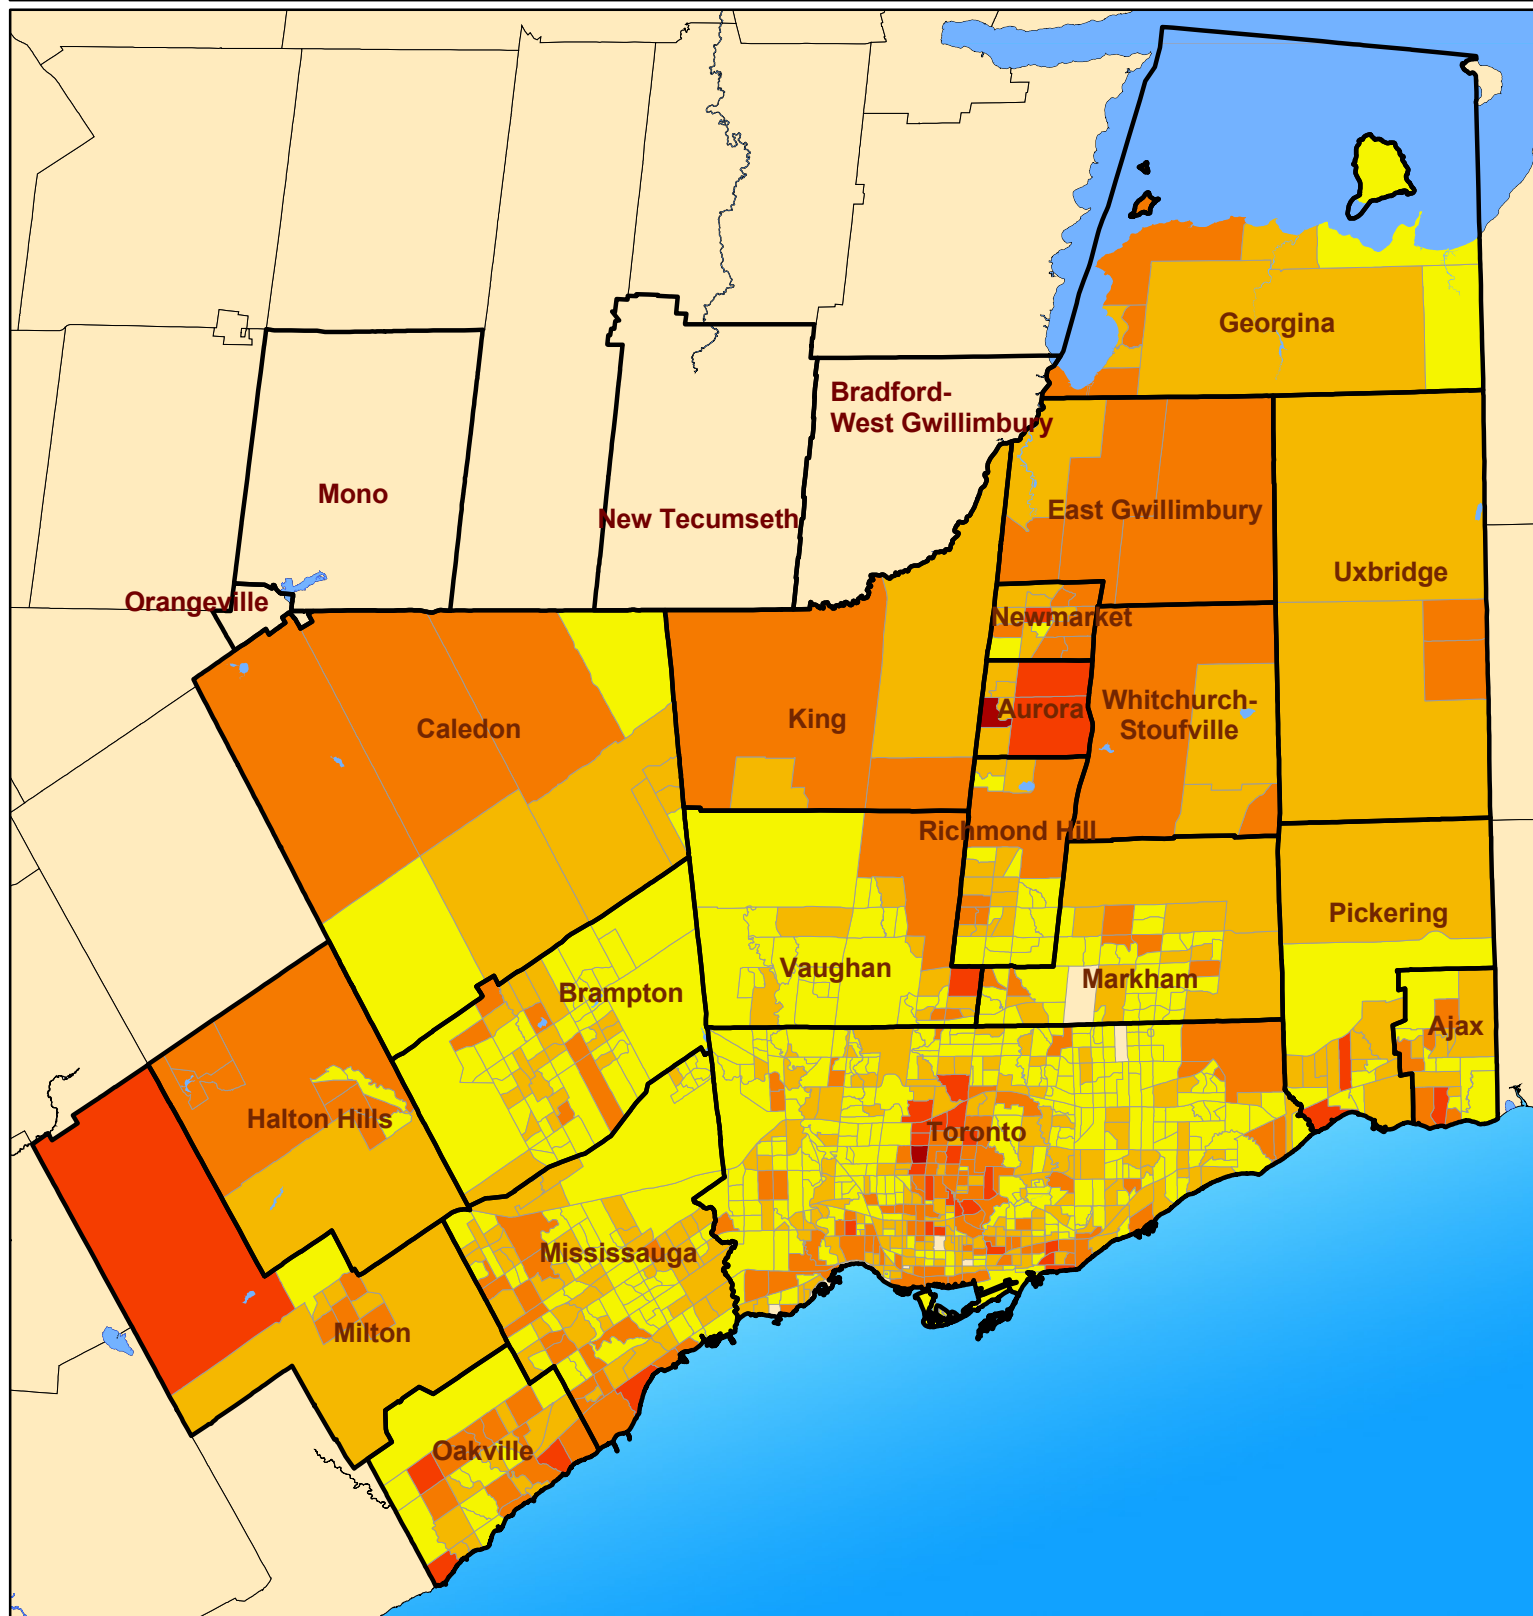 Georgina
Bradford-
West Gwillimbury
Mono
New Tecumseth
East Gwillimbury
Uxbridge
Orangeville
Newmarket
Caledon
King
Aurora
Whitchurch-
Stoufville
Richmond Hill
Pickering
Vaughan
Brampton
Markham
Ajax
Halton Hills
Toronto
Mississauga
Milton
Oakville